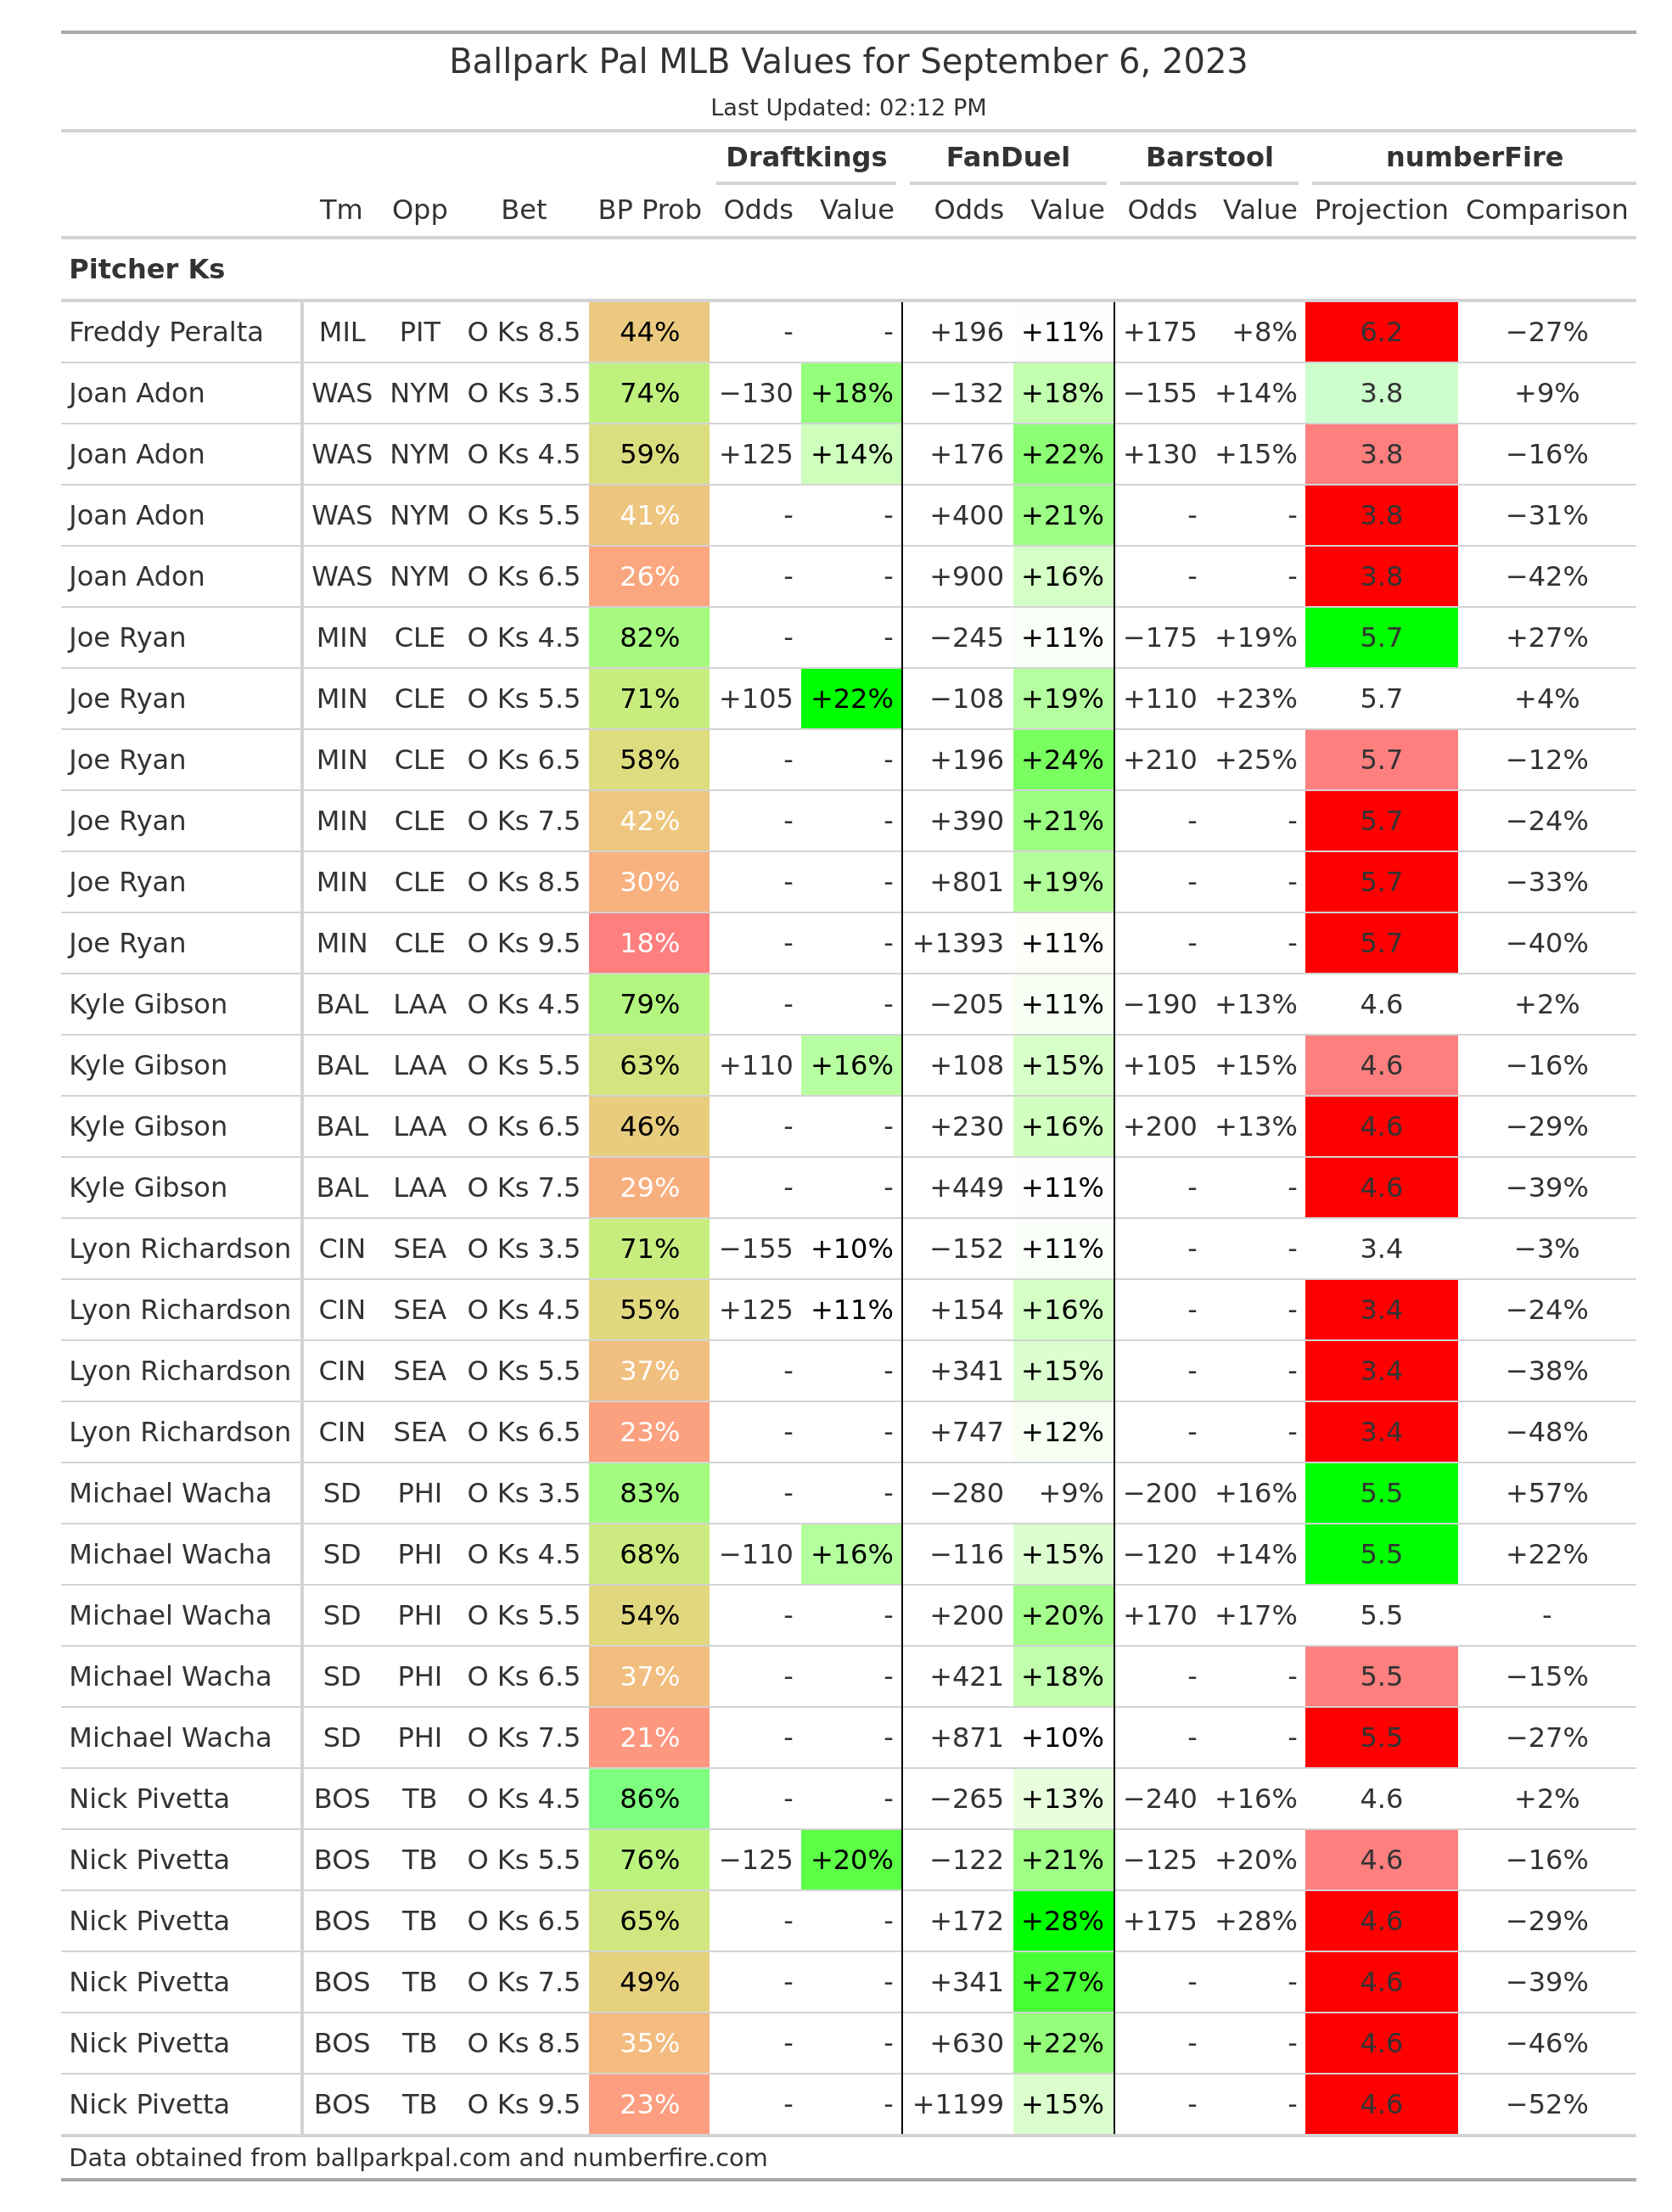 Ballpark Pal MLB Values for September 6, 2023
Last Updated: 02:12 PM
Draftkings FanDuel Barstool numberFire
Tm Opp Bet BP Prob Odds Value Odds Value Odds Value Projection Comparison
Pitcher Ks
Freddy Peralta MIL PIT O Ks 8.5 44% - - +196 +11% +175 +8% 6.2 −27%
Joan Adon WAS NYM O Ks 3.5 74% −130 +18% −132 +18% −155 +14% 3.8 +9%
Joan Adon WAS NYM O Ks 4.5 59% +125 +14% +176 +22% +130 +15% 3.8 −16%
Joan Adon WAS NYM O Ks 5.5 41% - - +400 +21% - - 3.8 −31%
Joan Adon WAS NYM O Ks 6.5 26% - - +900 +16% - - 3.8 −42%
Joe Ryan MIN CLE O Ks 4.5 82% - - −245 +11% −175 +19% 5.7 +27%
Joe Ryan MIN CLE O Ks 5.5 71% +105 +22% −108 +19% +110 +23% 5.7 +4%
Joe Ryan MIN CLE O Ks 6.5 58% - - +196 +24% +210 +25% 5.7 −12%
Joe Ryan MIN CLE O Ks 7.5 42% - - +390 +21% - - 5.7 −24%
Joe Ryan MIN CLE O Ks 8.5 30% - - +801 +19% - - 5.7 −33%
Joe Ryan MIN CLE O Ks 9.5 18% - - +1393 +11% - - 5.7 −40%
Kyle Gibson BAL LAA O Ks 4.5 79% - - −205 +11% −190 +13% 4.6 +2%
Kyle Gibson BAL LAA O Ks 5.5 63% +110 +16% +108 +15% +105 +15% 4.6 −16%
Kyle Gibson BAL LAA O Ks 6.5 46% - - +230 +16% +200 +13% 4.6 −29%
Kyle Gibson BAL LAA O Ks 7.5 29% - - +449 +11% - - 4.6 −39%
Lyon Richardson CIN SEA O Ks 3.5 71% −155 +10% −152 +11% - - 3.4 −3%
Lyon Richardson CIN SEA O Ks 4.5 55% +125 +11% +154 +16% - - 3.4 −24%
Lyon Richardson CIN SEA O Ks 5.5 37% - - +341 +15% - - 3.4 −38%
Lyon Richardson CIN SEA O Ks 6.5 23% - - +747 +12% - - 3.4 −48%
Michael Wacha SD PHI O Ks 3.5 83% - - −280 +9% −200 +16% 5.5 +57%
Michael Wacha SD PHI O Ks 4.5 68% −110 +16% −116 +15% −120 +14% 5.5 +22%
Michael Wacha SD PHI O Ks 5.5 54% - - +200 +20% +170 +17% 5.5 -
Michael Wacha SD PHI O Ks 6.5 37% - - +421 +18% - - 5.5 −15%
Michael Wacha SD PHI O Ks 7.5 21% - - +871 +10% - - 5.5 −27%
Nick Pivetta BOS TB O Ks 4.5 86% - - −265 +13% −240 +16% 4.6 +2%
Nick Pivetta BOS TB O Ks 5.5 76% −125 +20% −122 +21% −125 +20% 4.6 −16%
Nick Pivetta BOS TB O Ks 6.5 65% - - +172 +28% +175 +28% 4.6 −29%
Nick Pivetta BOS TB O Ks 7.5 49% - - +341 +27% - - 4.6 −39%
Nick Pivetta BOS TB O Ks 8.5 35% - - +630 +22% - - 4.6 −46%
Nick Pivetta BOS TB O Ks 9.5 23% - - +1199 +15% - - 4.6 −52%
Data obtained from ballparkpal.com and numberfire.com